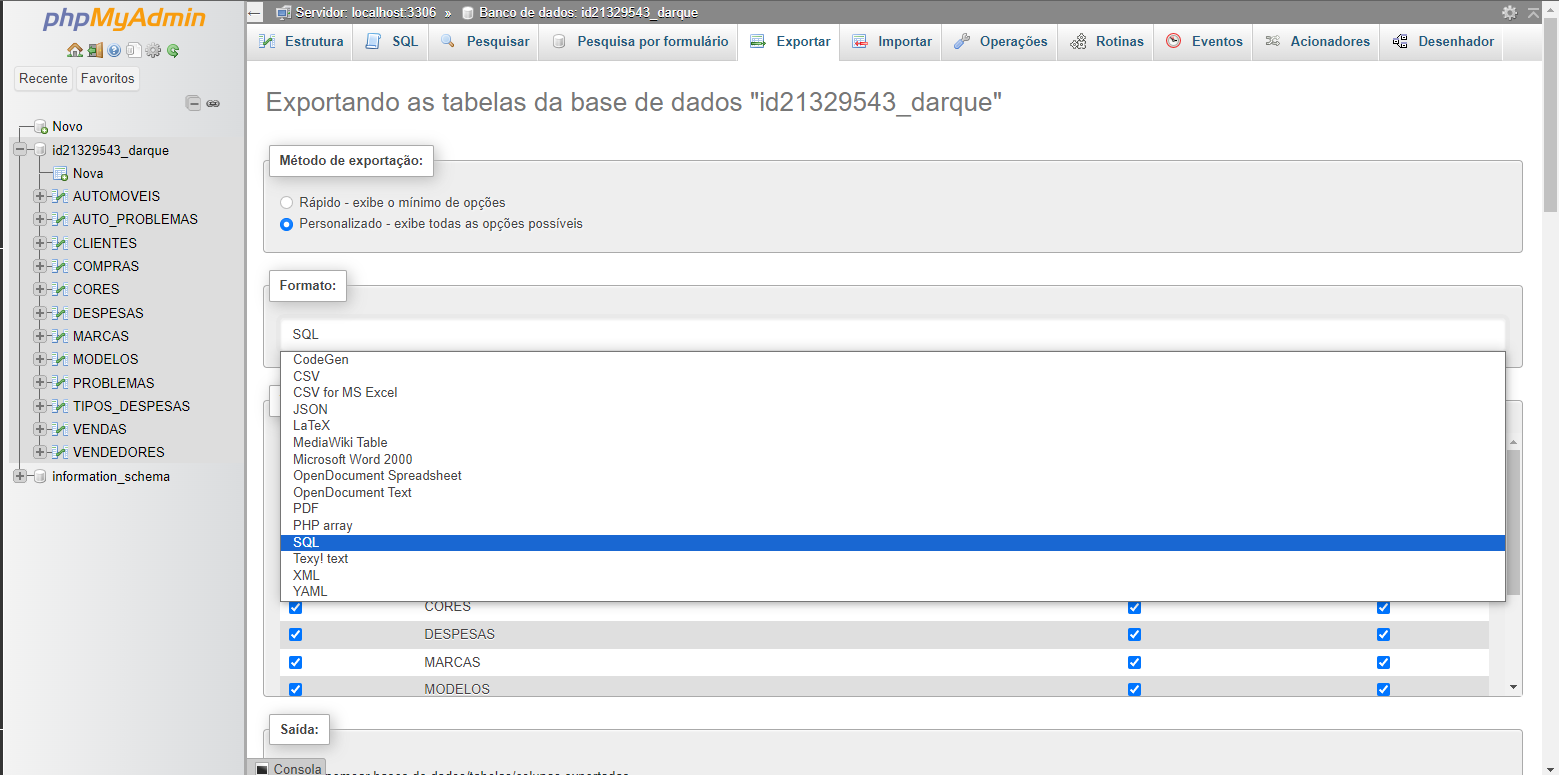 phpMyAdmin
Recente Favoritos
Novo
id21329543_darque
Nova
AUTOMOVEIS
AUTO_PROBLEMAS
CLIENTES
COMPRAS
CORES
DESPESAS
MARCAS
MODELOS
PROBLEMAS
TIPOS_DESPESAS
VENDAS
VENDEDORES
information_schema
Servidor: localhost:3306 » Banco de dados: id21329543_darque
Estrutura SQL Pesquisar Pesquisa por formulário Exportar Importar Operações Rotinas Eventos Acionadores Desenhador
Exportando as tabelas da base de dados "id21329543_darque"
Método de exportação:
Rápido - exibe o mínimo de opções
Personalizado - exibe todas as opções possíveis
Formato:
SQL
CodeGen
CSV
CSV for MS Excel
JSON
LaTeX
MediaWiki Table
Microsoft Word 2000
OpenDocument Spreadsheet
OpenDocument Text
PDF
PHP array
SQL
Texy! text
XML
YAML
CORES
DESPESAS
MARCAS
MODELOS
Saída:
Consola